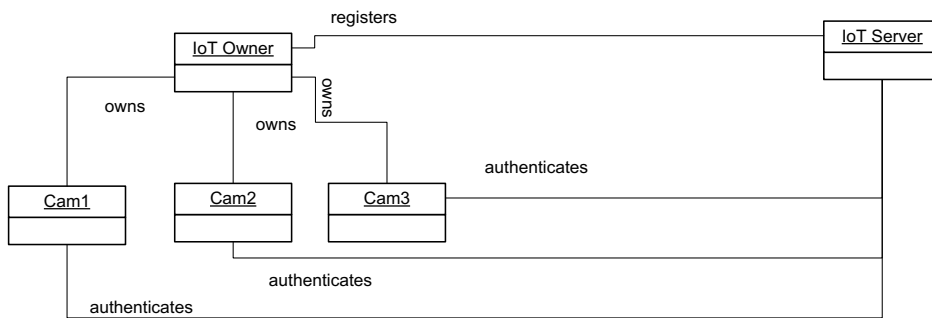 registers
IoT Owner
IoT Server
owns
owns
owns
authenticates
Cam1
Cam2
Cam3
authenticates
authenticates